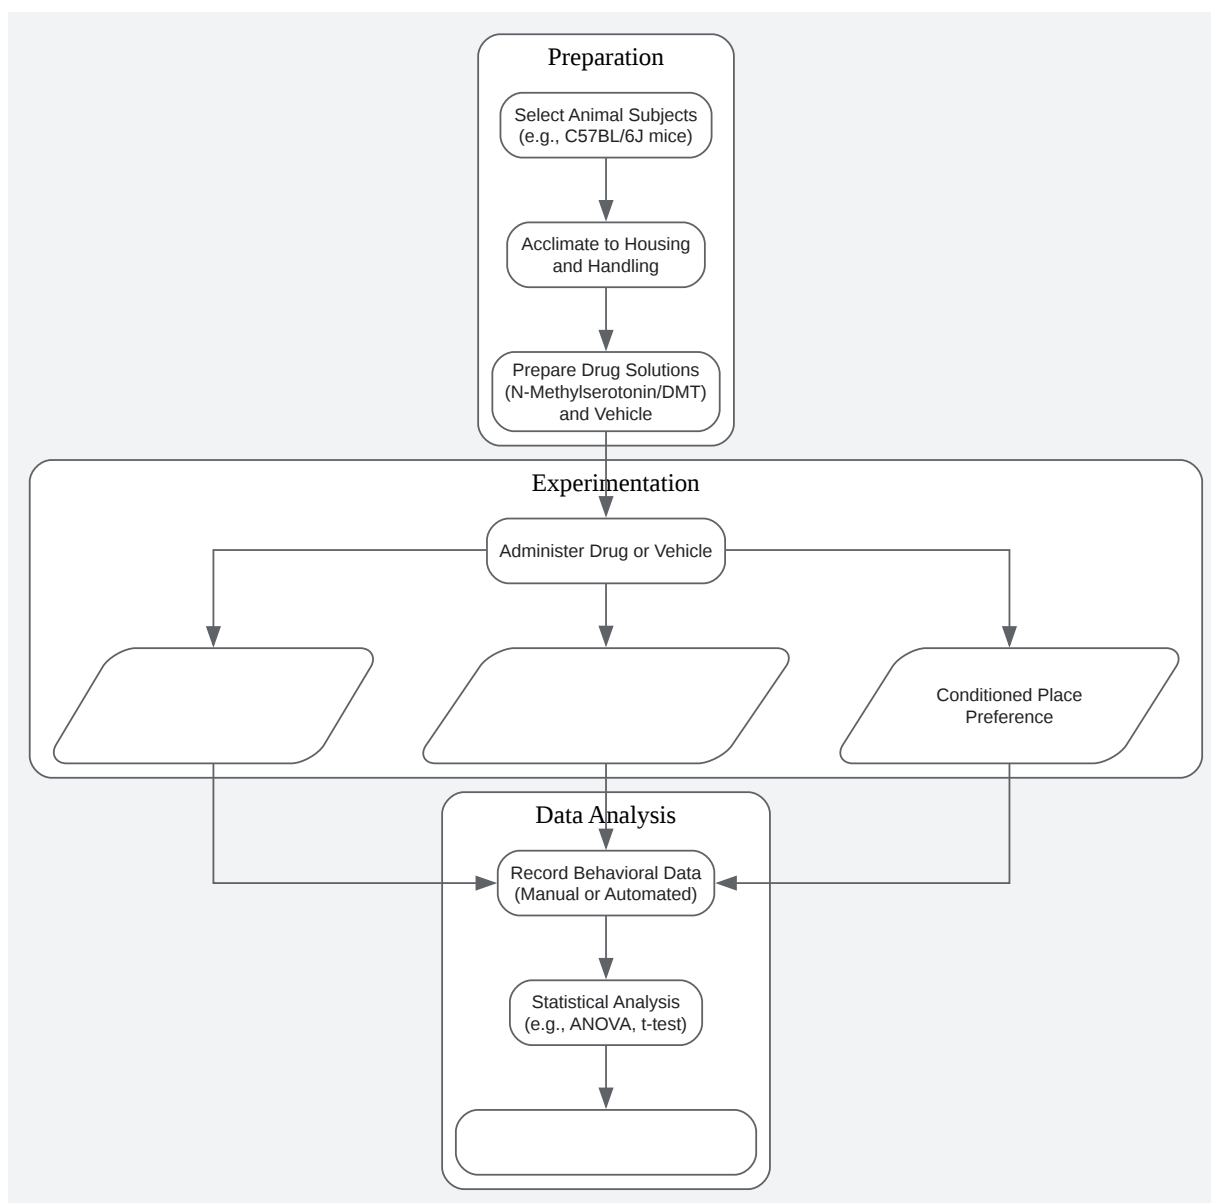 Preparation
Select Animal Subjects
(e.g., C57BL/6J mice)
Acclimate to Housing
and Handling
Prepare Drug Solutions
(N-Methylserotonin/DMT)
and Vehicle
Experimentation
Administer Drug or Vehicle
Conditioned Place
Preference
Data Analysis
Record Behavioral Data
(Manual or Automated)
Statistical Analysis
(e.g., ANOVA, t-test)